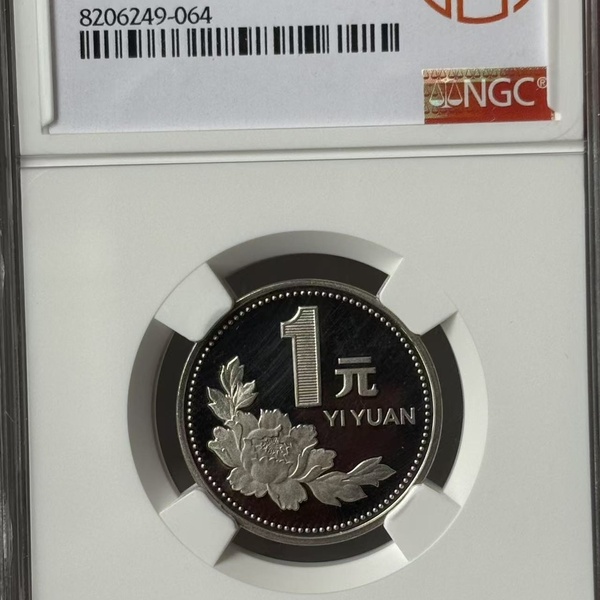 8206249-064
NGC®
1
元
YI YUAN